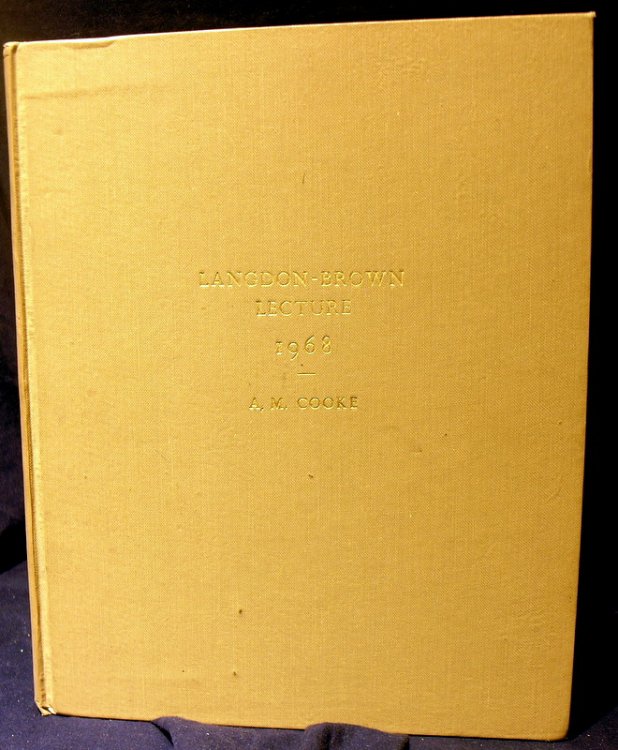 LANGDON-BROWN
LECTURE
1968
—
A. M. COOKE